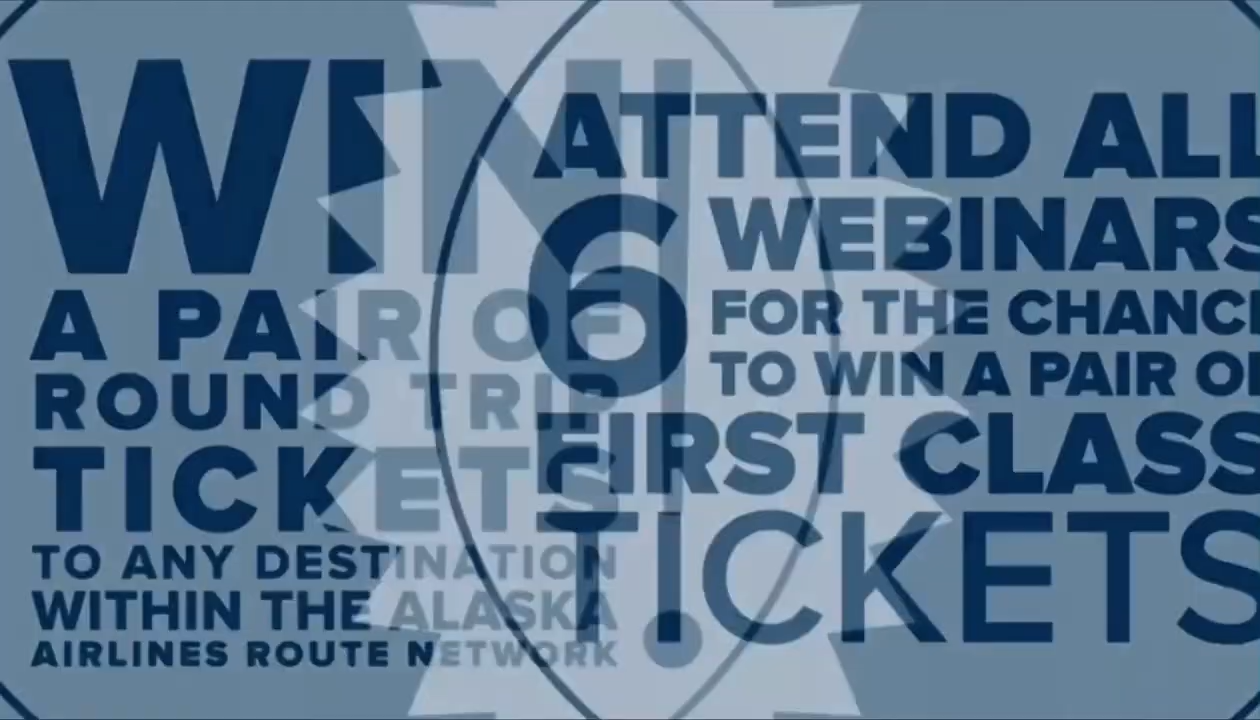 WIN!
A PAIR OF
ROUND TRIP
TICKETS
TO ANY DESTINATION
WITHIN THE ALASKA
AIRLINES ROUTE NETWORK
ATTEND ALL
6 WEBINARS
FOR THE CHANC
TO WIN A PAIR O
FIRST CLASS
TICKETS